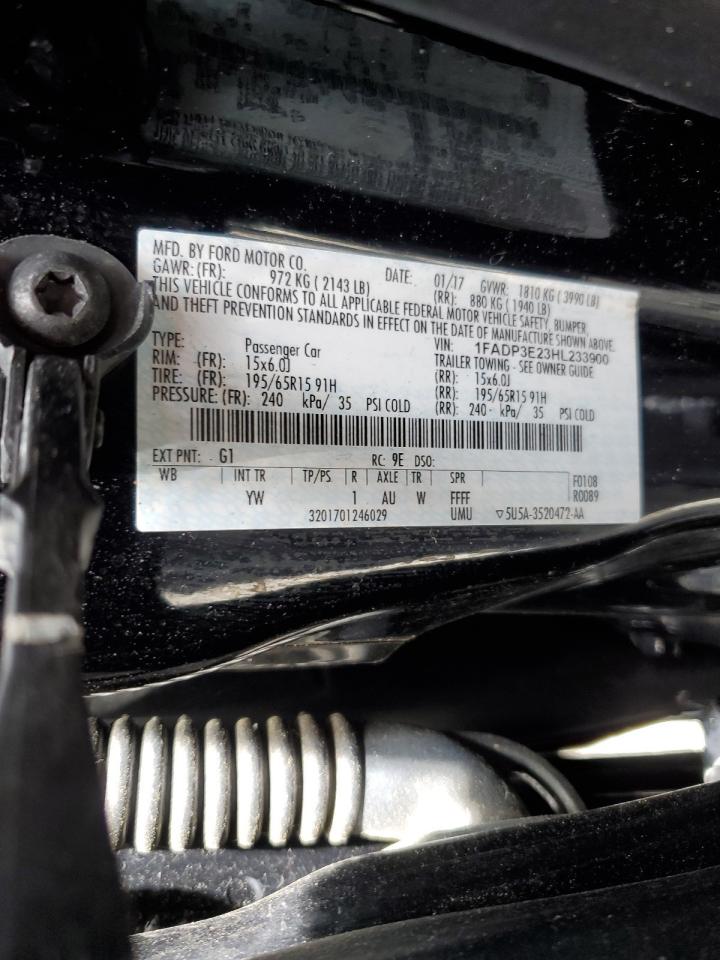 MFD. BY FORD MOTOR CO.
DATE: 01/17 GVWR: 1810 KG ( 3990 LB)
GAWR: (FR): 972 KG ( 2143 LB) (RR): 880 KG ( 1940 LB)
THIS VEHICLE CONFORMS TO ALL APPLICABLE FEDERAL MOTOR VEHICLE SAFETY, BUMPER,
AND THEFT PREVENTION STANDARDS IN EFFECT ON THE DATE OF MANUFACTURE SHOWN ABOVE.
VIN: 1FADP3E23HL233900
TYPE: Passenger Car TRAILER TOWING - SEE OWNER GUIDE
RIM: (FR): 15x6.0J (RR): 15x6.0J
TIRE: (FR): 195/65R15 91H (RR): 195/65R15 91H
PRESSURE: (FR): 240 kPa/ 35 PSI COLD (RR): 240 kPa/ 35 PSI COLD
EXT PNT: G1 RC: 9E DSO:
WB INT TR TP/PS R AXLE TR SPR F0108
YW 1 AU W FFFF R0089
3201701246029 UMU ▽5U5A-3520472-AA